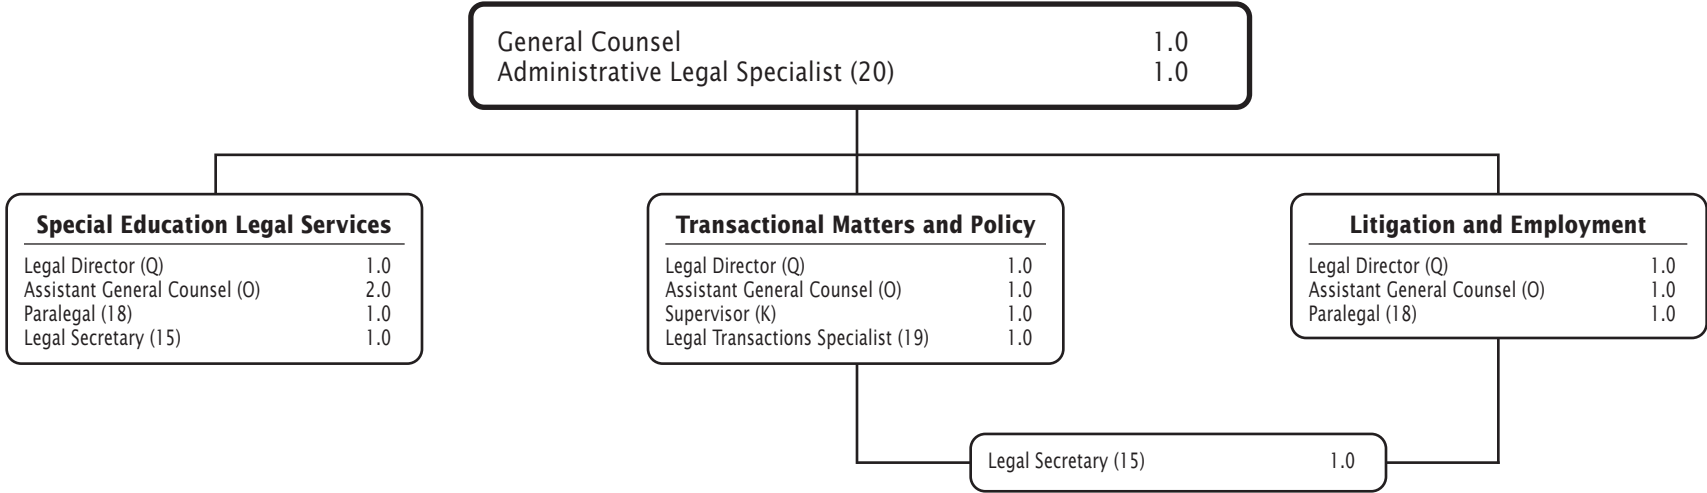 General Counsel 1.0
Administrative Legal Specialist (20) 1.0
Special Education Legal Services
Legal Director (Q) 1.0
Assistant General Counsel (O) 2.0
Paralegal (18) 1.0
Legal Secretary (15) 1.0
Transactional Matters and Policy
Legal Director (Q) 1.0
Assistant General Counsel (O) 1.0
Supervisor (K) 1.0
Legal Transactions Specialist (19) 1.0
Litigation and Employment
Legal Director (Q) 1.0
Assistant General Counsel (O) 1.0
Paralegal (18) 1.0
Legal Secretary (15) 1.0